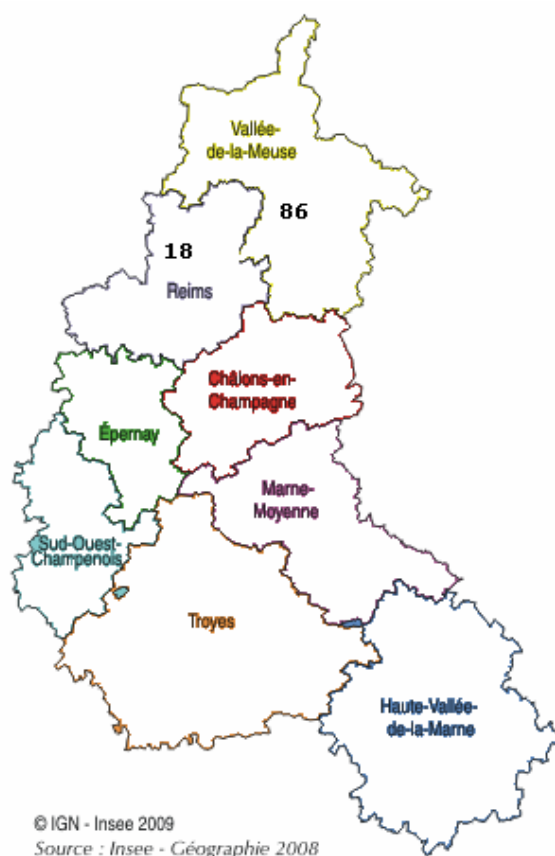 Vallée-
de-la-Meuse
86
18
Reims
Châlons-en-
Champagne
Épernay
Marne-
Moyenne
Sud-Ouest-
Champenois
Troyes
Haute-Vallée-
de-la-Marne
© IGN - Insee 2009
Source : Insee - Géographie 2008